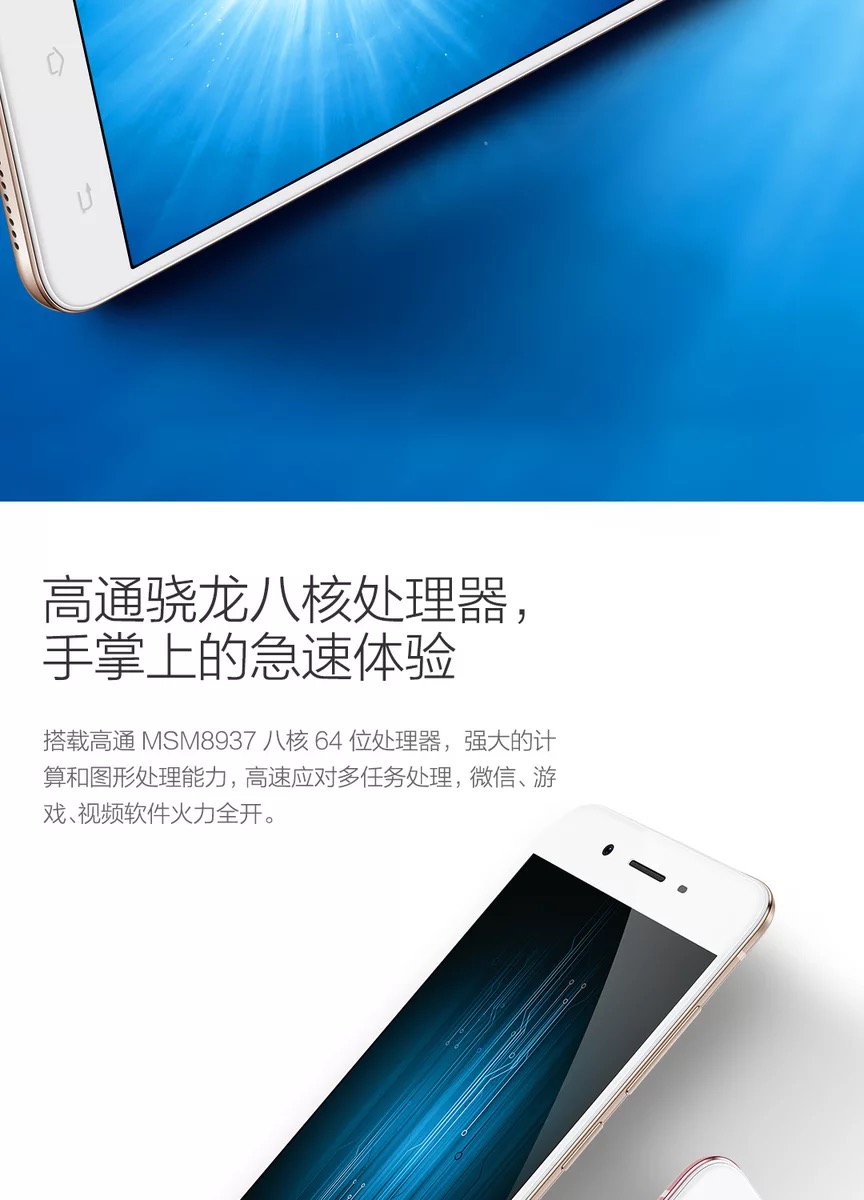 高通骁龙八核处理器，
手掌上的急速体验
搭载高通 MSM8937 八核 64 位处理器，强大的计
算和图形处理能力，高速应对多任务处理，微信、游
戏、视频软件火力全开。